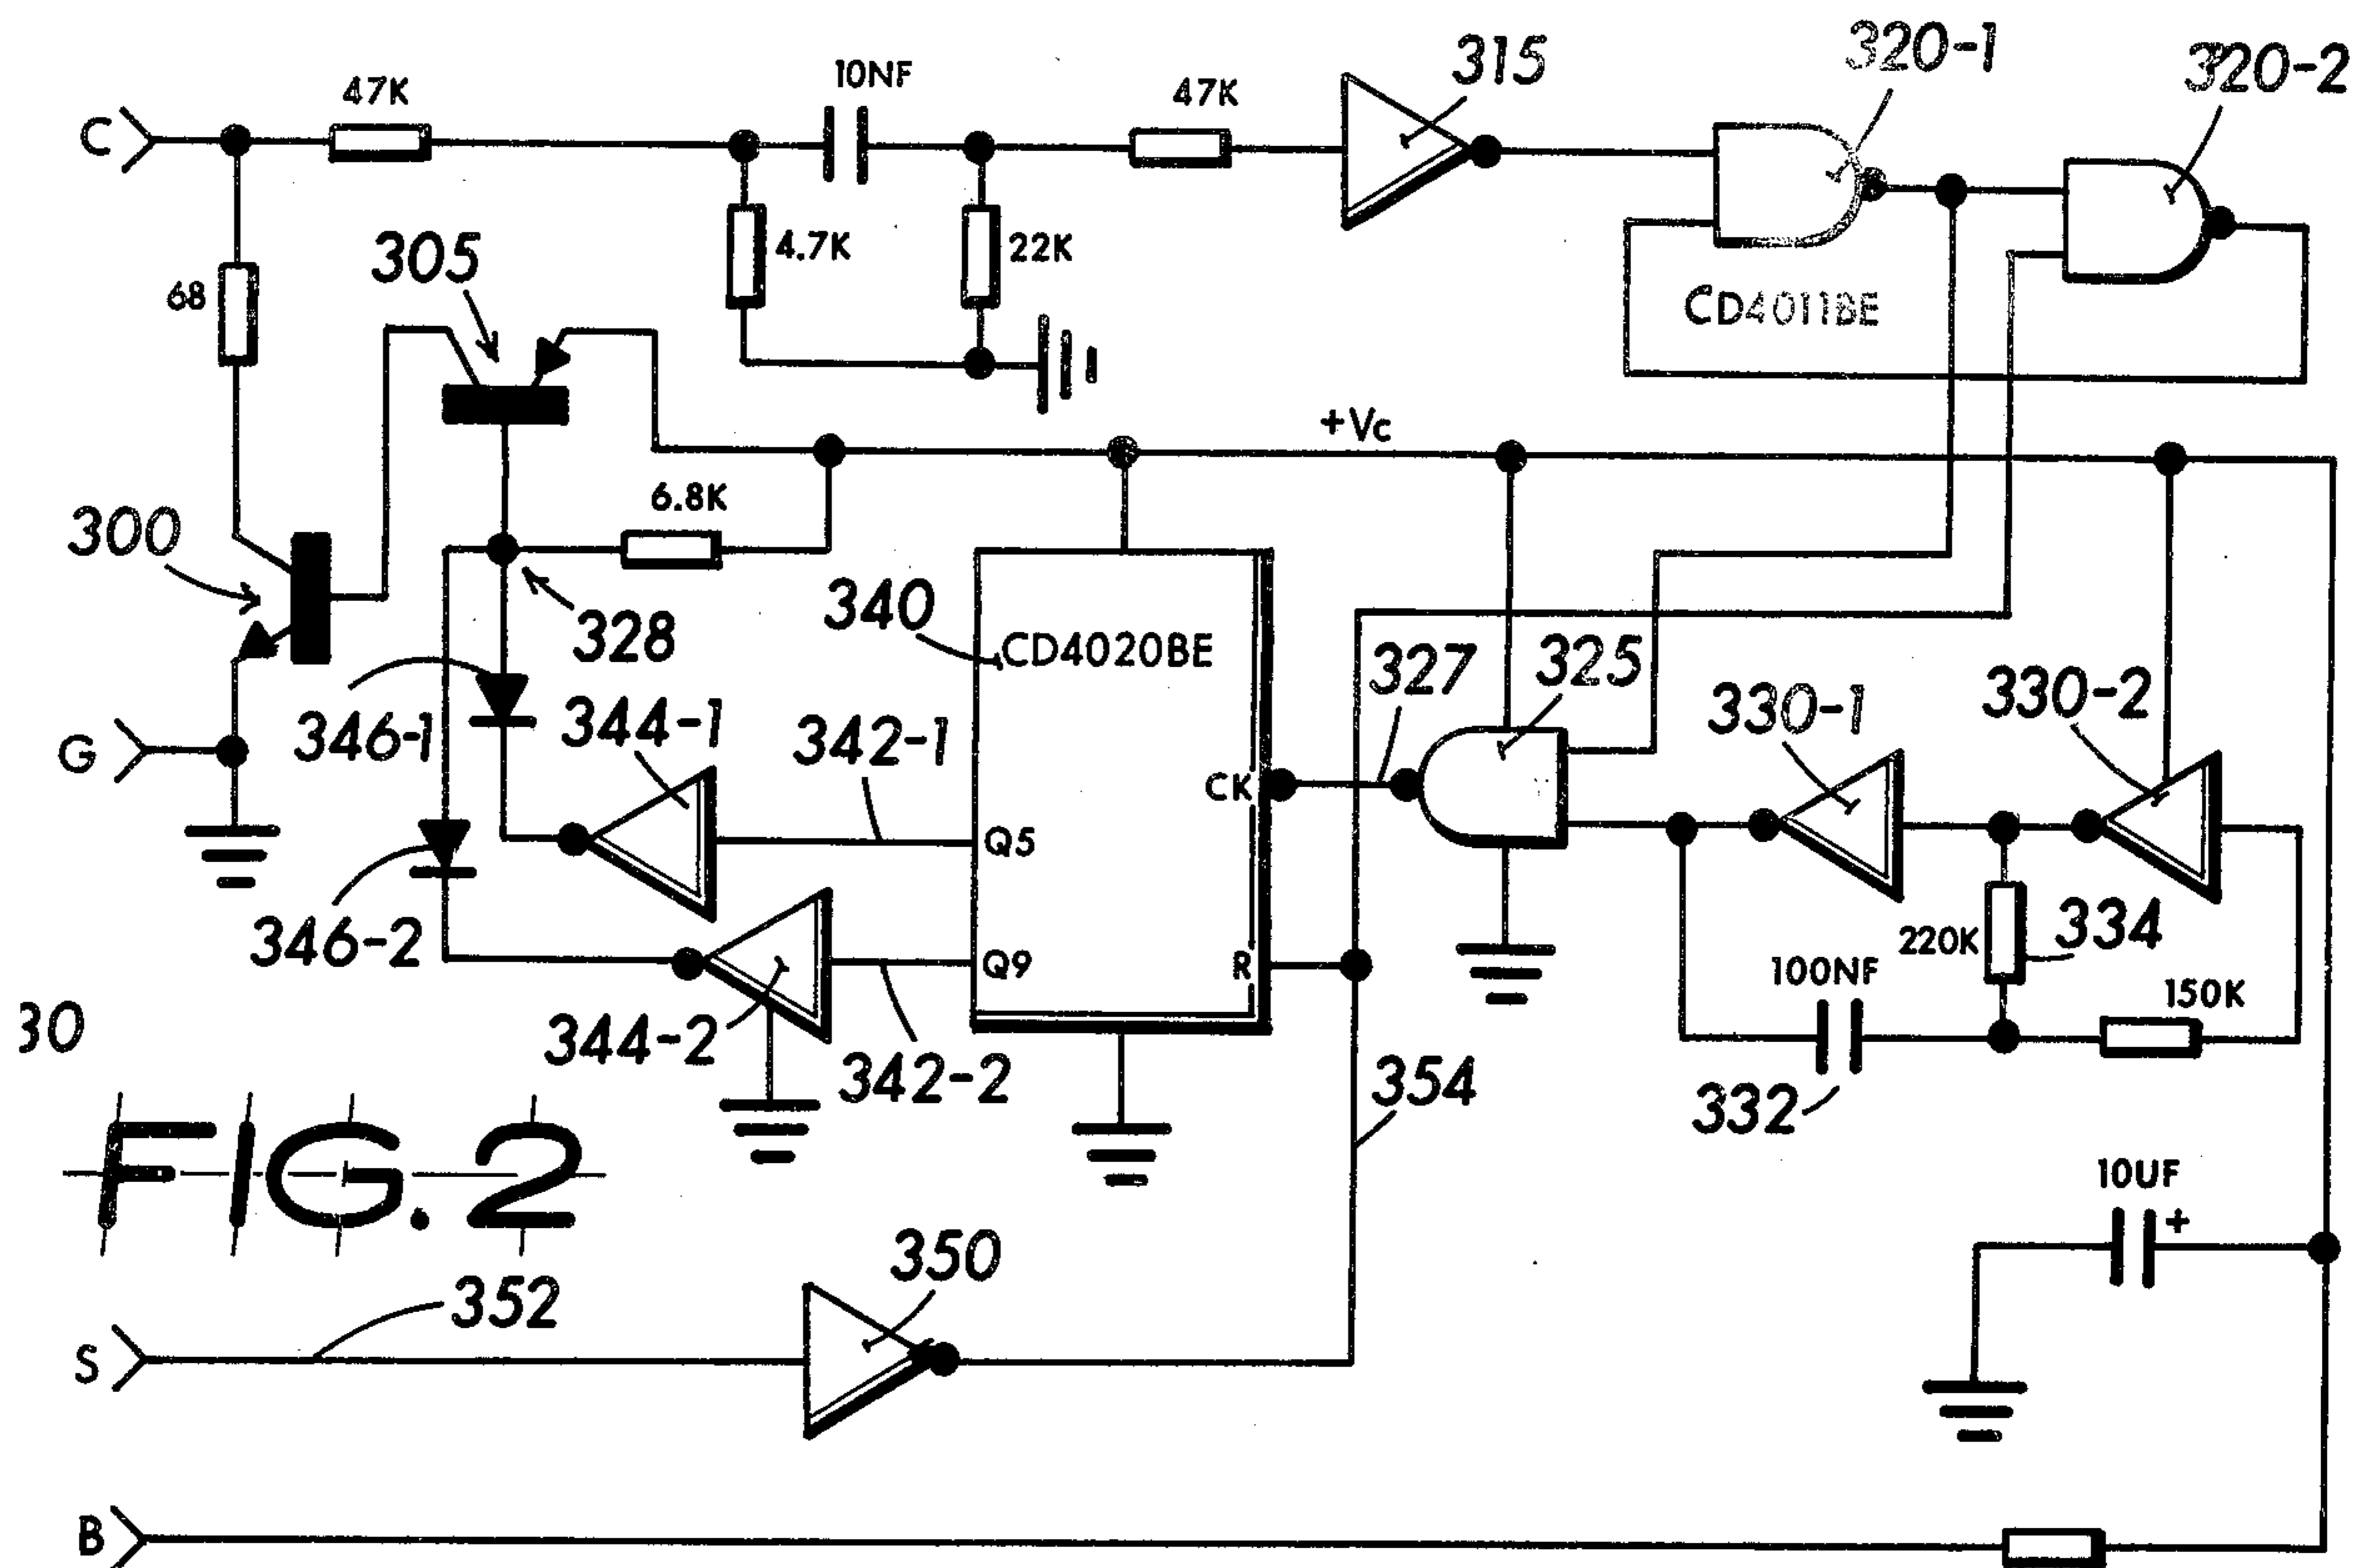 320-1
315
320-2
10NF
47K
47K
C
305
4.7K
22K
68
CD4011BE
+Vc
6.8K
300
340
328
CD4020BE
327
325
330-1
330-2
346-1
344-1
342-1
G
CK
Q5
346-2
220K
334
Q9
R
100NF
150K
30
344-2
342-2
354
332
FIG. 2
10UF
+
350
352
S
B